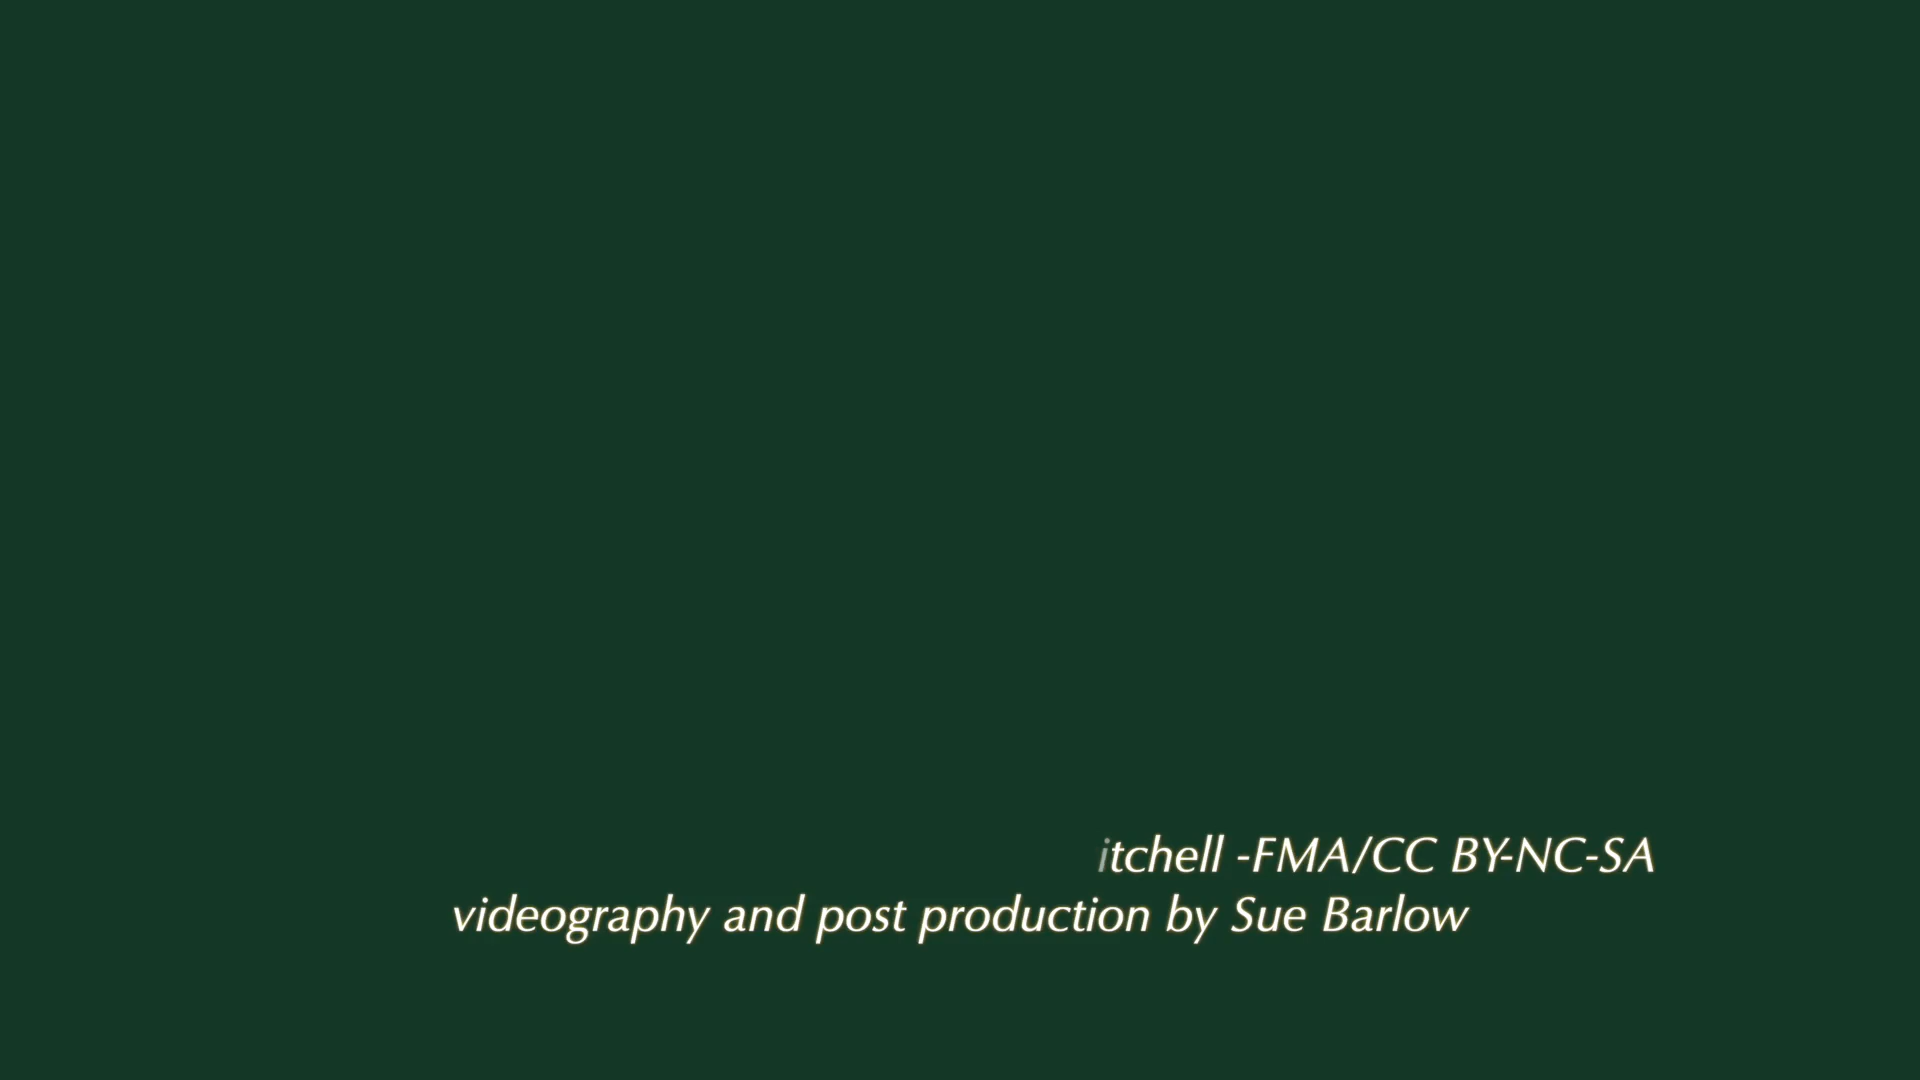 itchell -FMA/CC BY-NC-SA
videography and post production by Sue Barlow